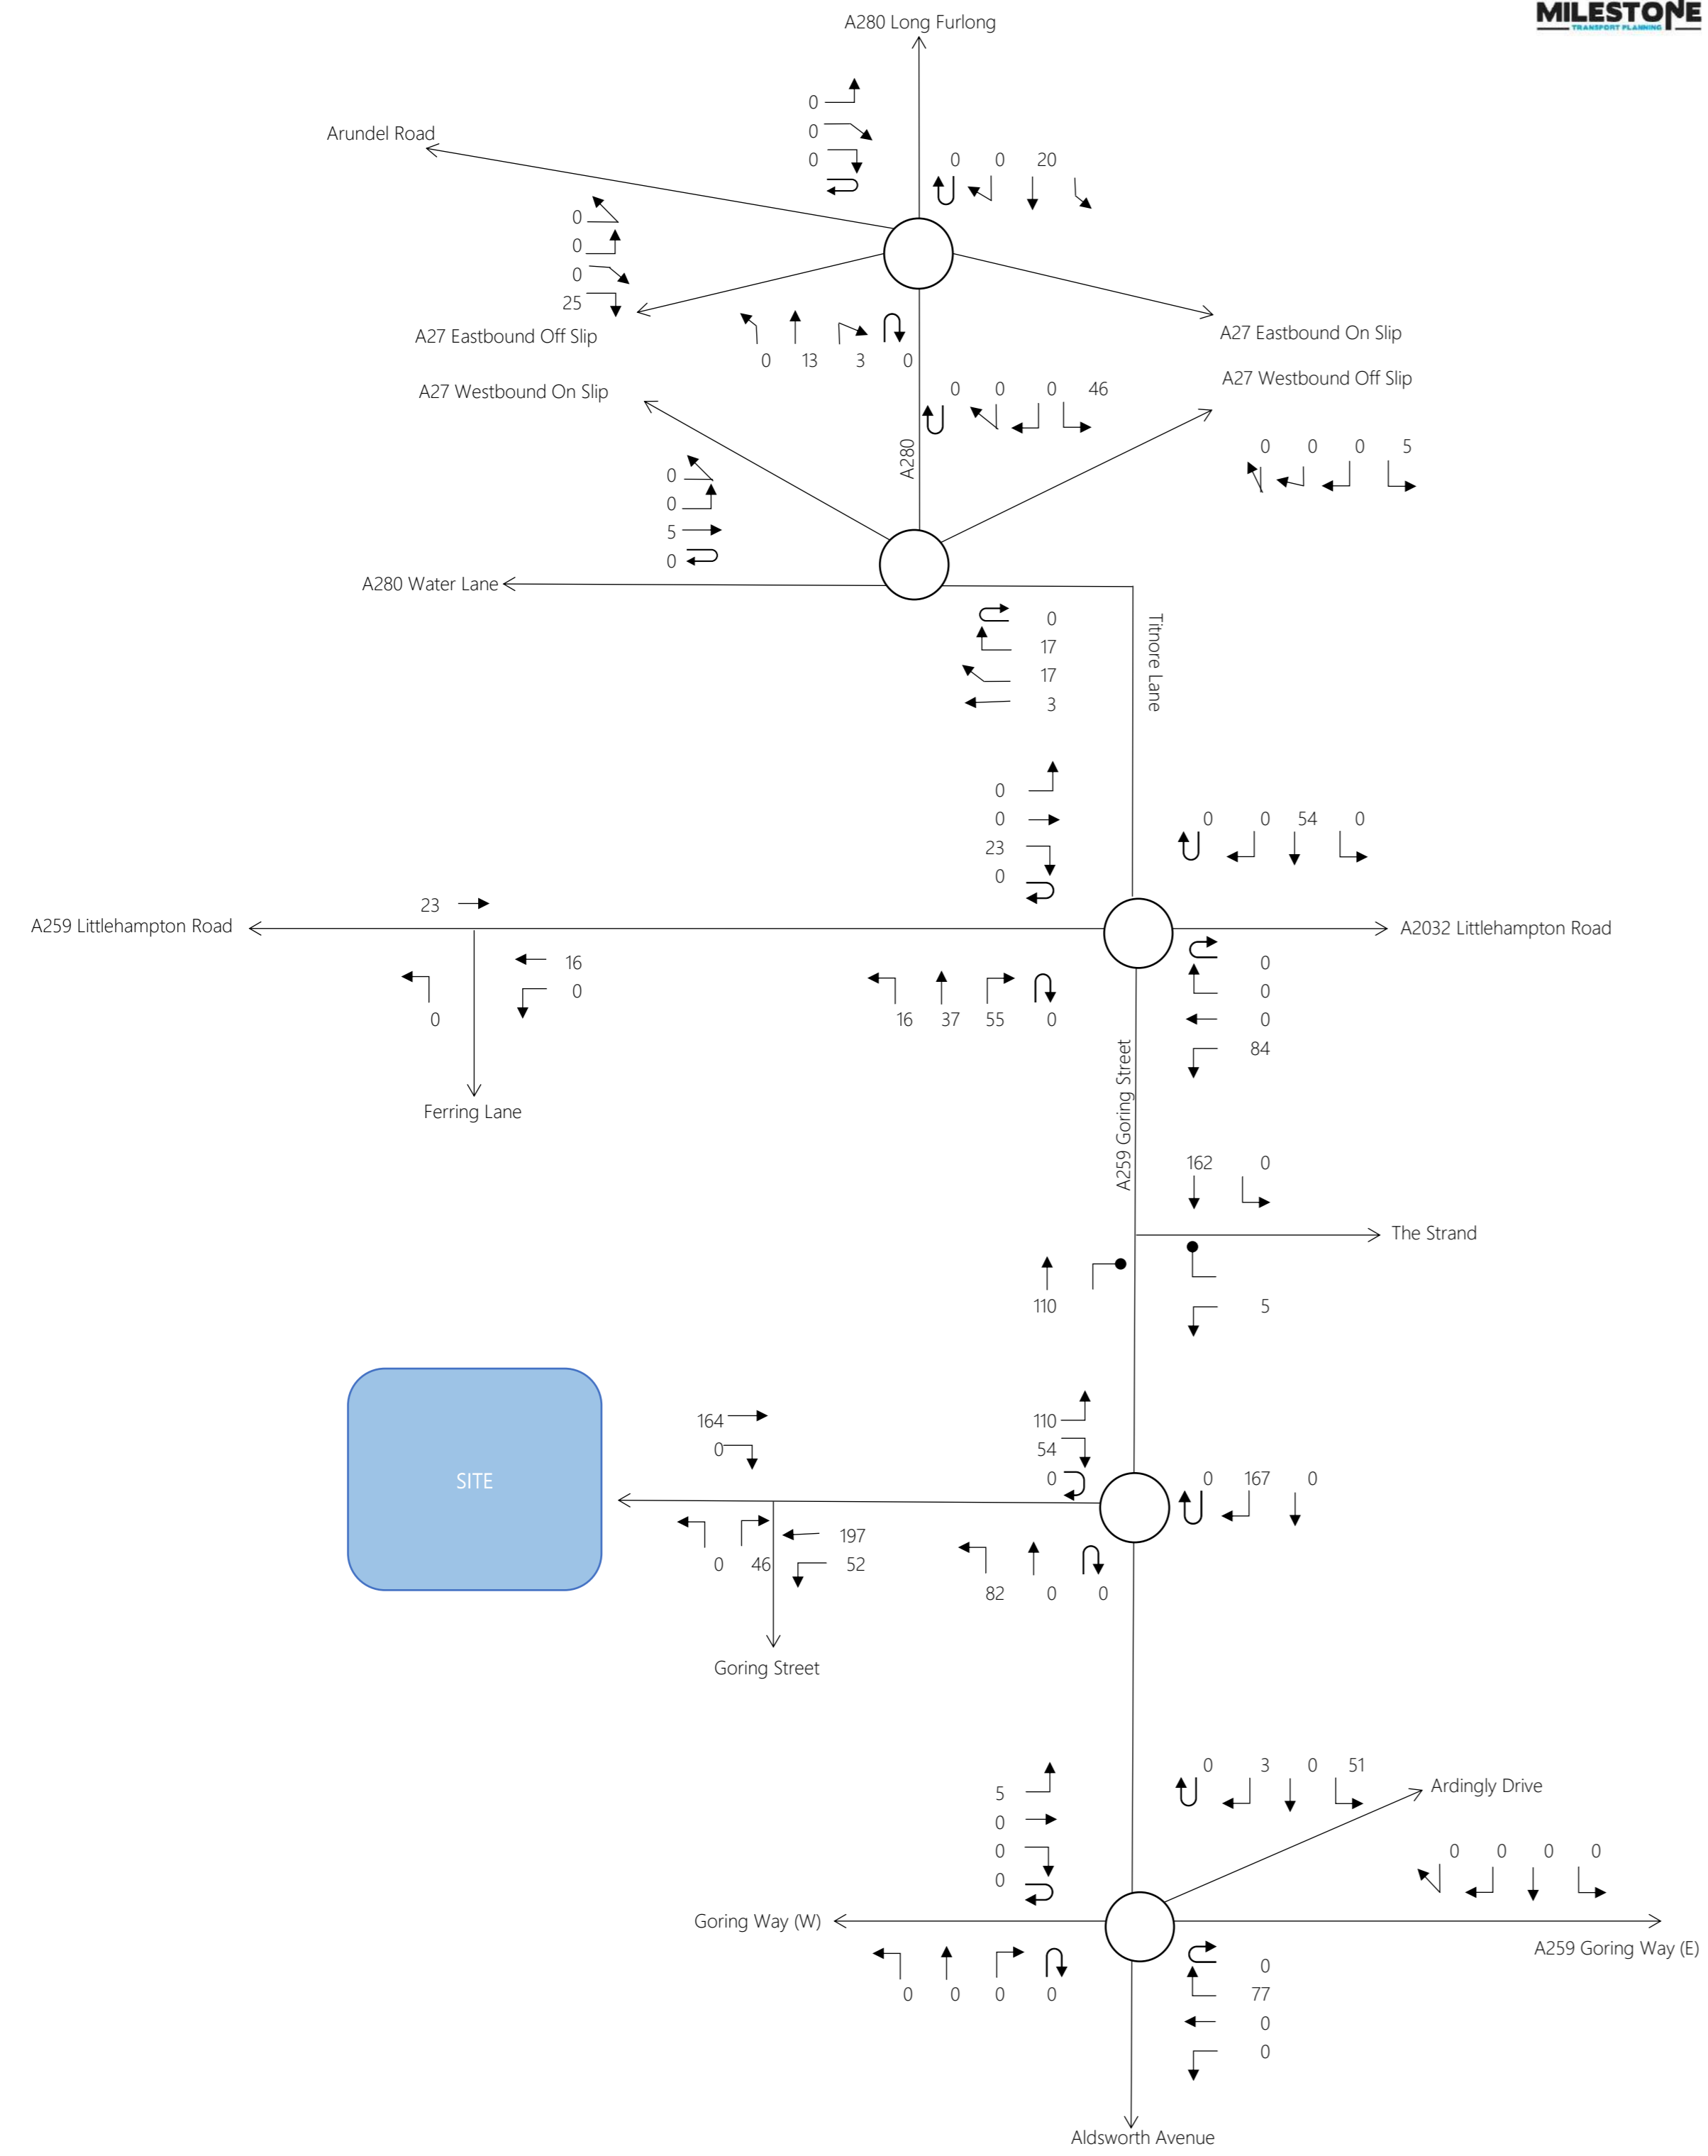 MILESTONE
TRANSPORT PLANNING
A280 Long Furlong
0
Arundel Road
0
0
0 0 20
0
0
0
25
A27 Eastbound Off Slip
A27 Eastbound On Slip
0 13 3 0
A27 Westbound On Slip
A27 Westbound Off Slip
0 0 0 46
A280
0 0 0 5
0
0
5
0
A280 Water Lane
0
17
17
3
Titnore Lane
0
0
23
0
0 0 54 0
23
A259 Littlehampton Road
A2032 Littlehampton Road
16
0
0
16 37 55 0
0
0
0
84
Ferring Lane
A259 Goring Street
162 0
The Strand
110
5
164
0
110
54
0
0 167 0
SITE
197
0 46 52
82 0 0
Goring Street
5
0
0
0
0 3 0 51
Ardingly Drive
0 0 0 0
Goring Way (W)
A259 Goring Way (E)
0 0 0 0
0
77
0
0
Aldsworth Avenue